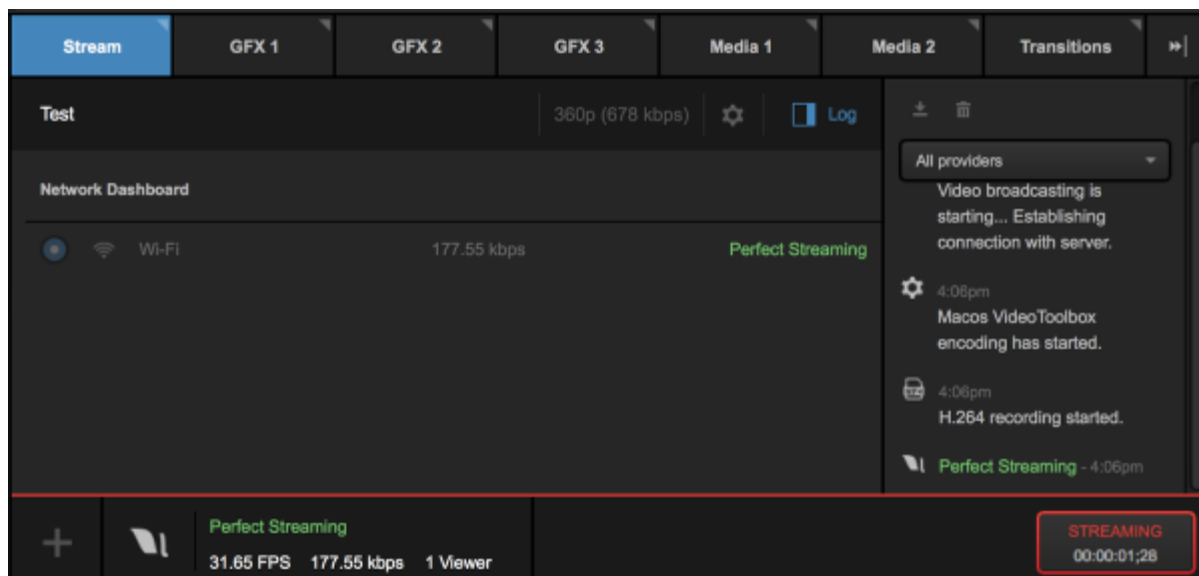 Stream GFX 1 GFX 2 GFX 3 Media 1 Media 2 Transitions
Test 360p (678 kbps) Log
Network Dashboard
Wi-Fi 177.55 kbps Perfect Streaming
All providers
Video broadcasting is
starting... Establishing
connection with server.
4:06pm
Macos VideoToolbox
encoding has started.
4:06pm
H.264 recording started.
Perfect Streaming - 4:06pm
Perfect Streaming
31.65 FPS 177.55 kbps 1 Viewer
STREAMING
00:00:01;28